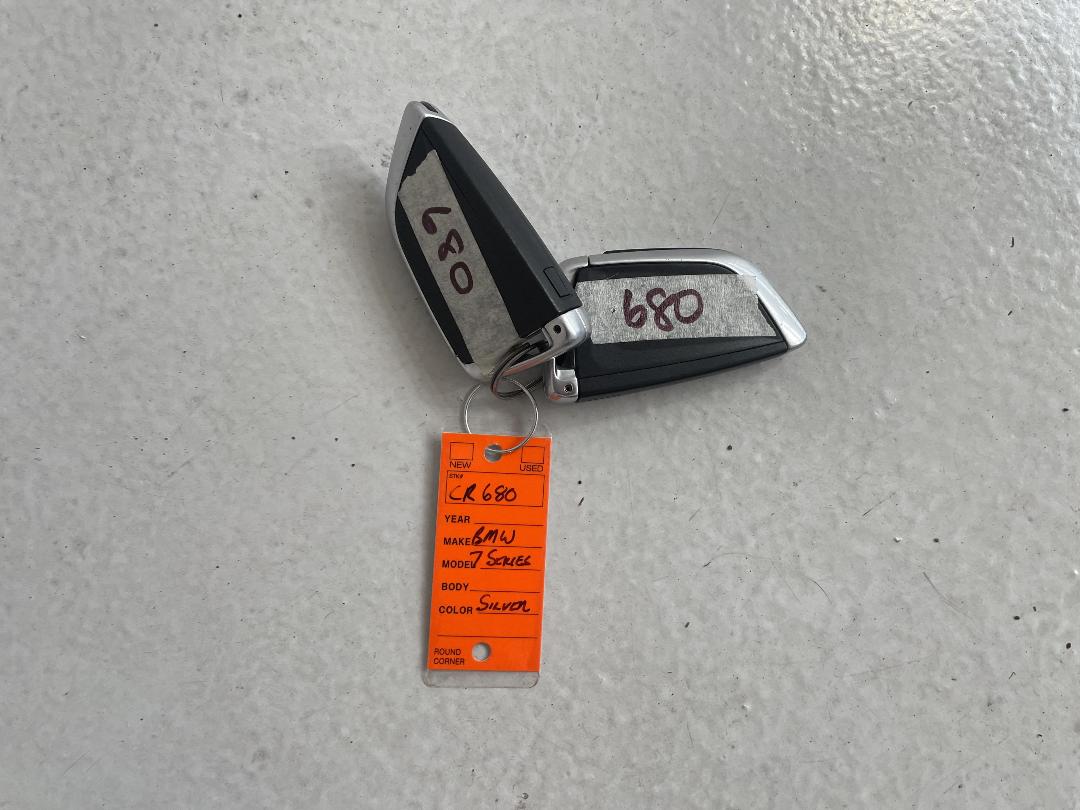 680
680
NEW USED
STK#
CR 680
YEAR
MAKE BMW
MODEL 7 SERIES
BODY
COLOR SILVER
ROUND
CORNER